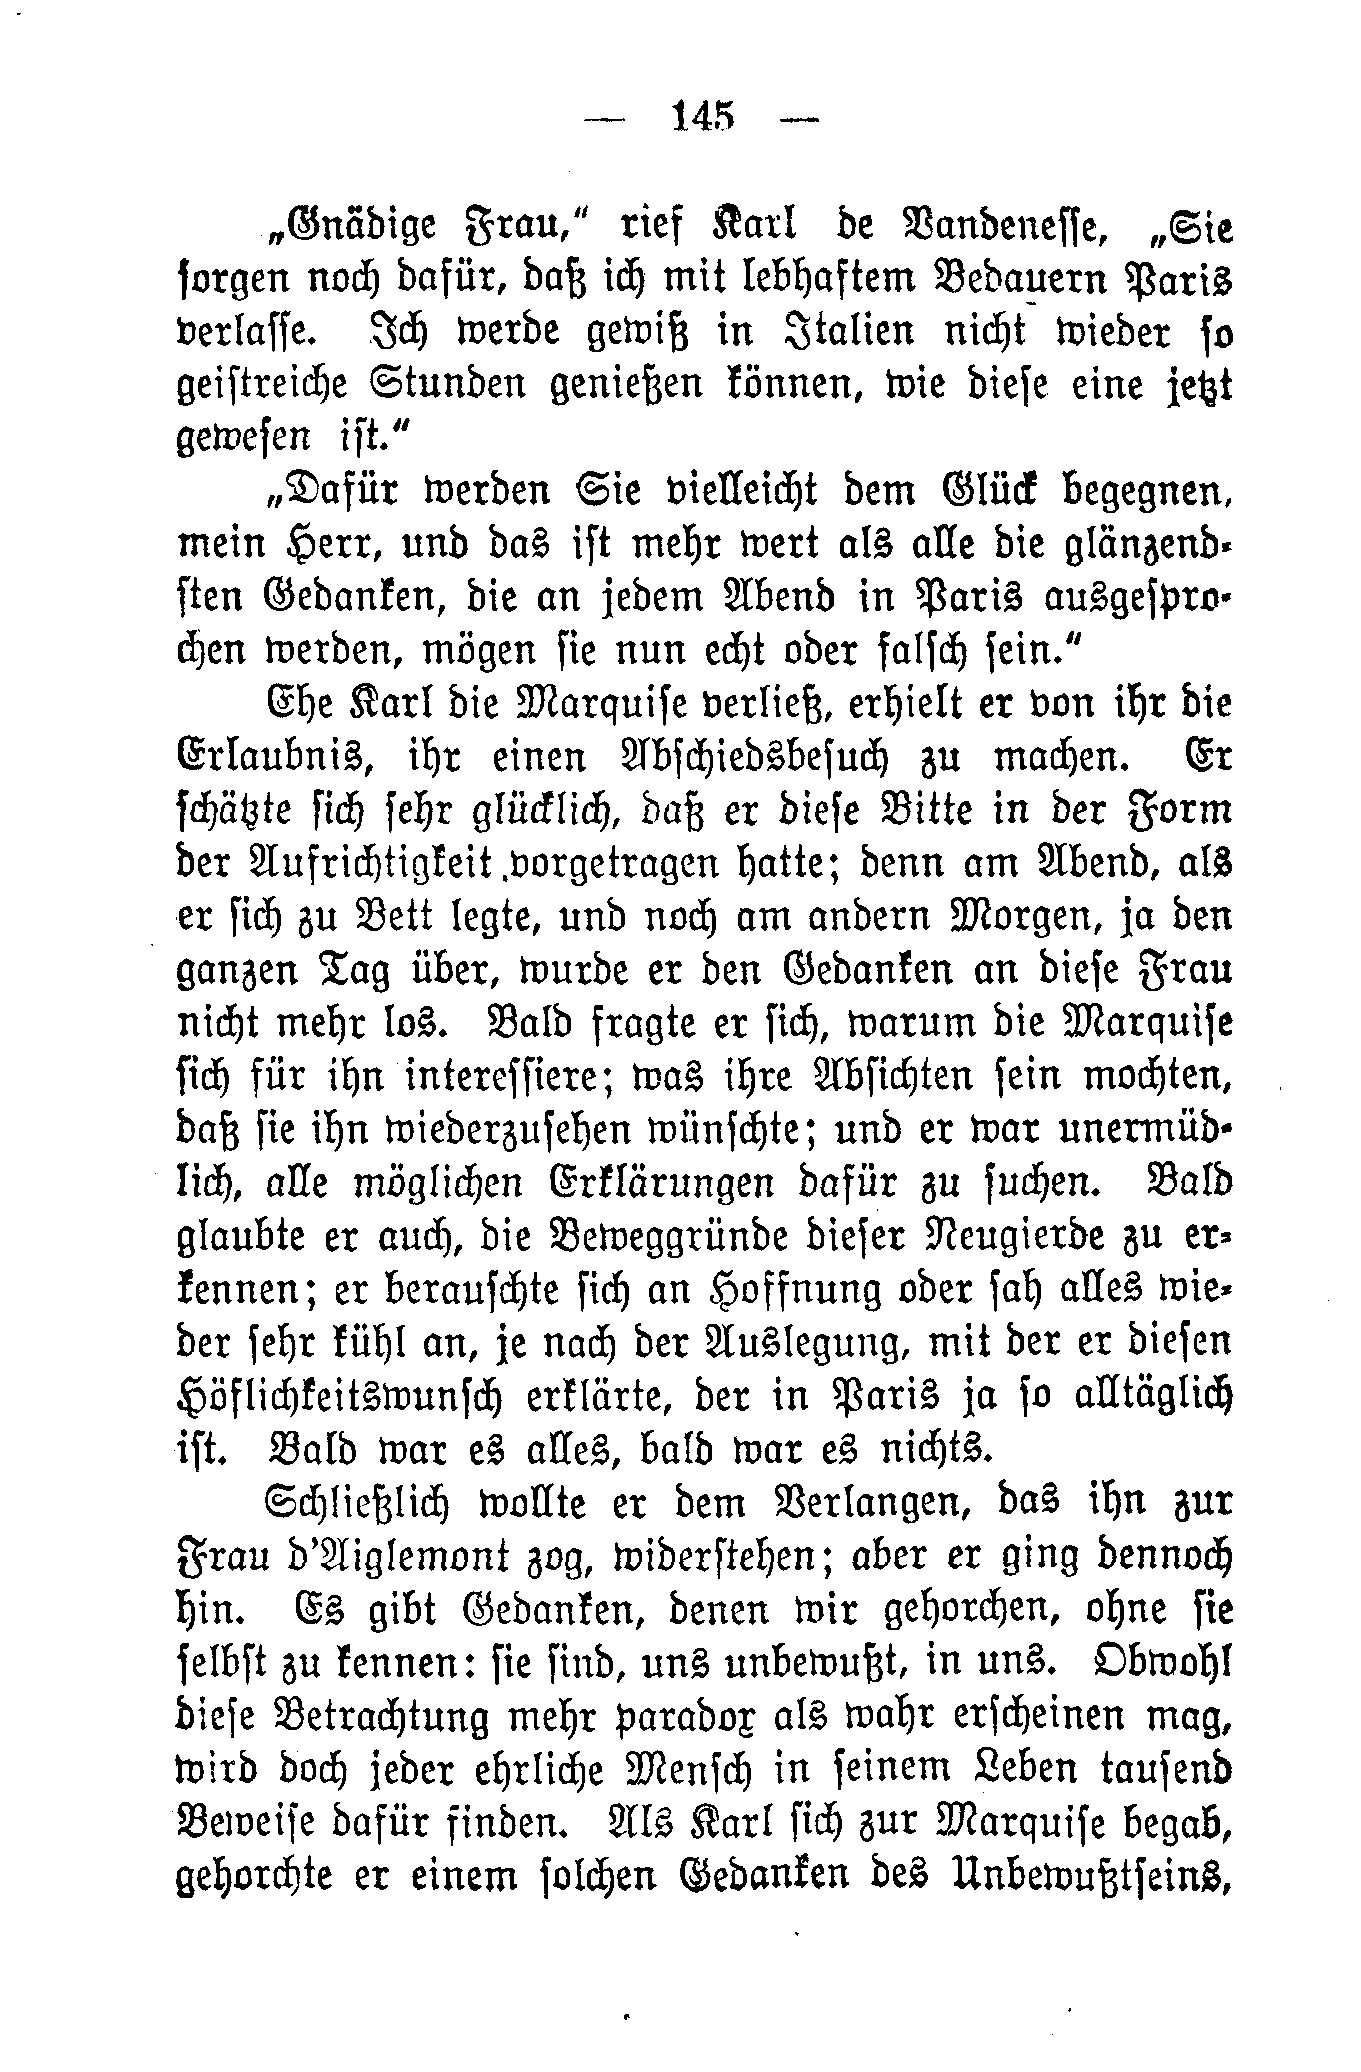 — 145 —
„Gnädige Frau,“ rief Karl de Vandenesse, „Sie
sorgen noch dafür, daß ich mit lebhaftem Bedauern Paris
verlasse. Ich werde gewiß in Italien nicht wieder so
geistreiche Stunden genießen können, wie diese eine jetzt
gewesen ist.“
„Dafür werden Sie vielleicht dem Glück begegnen,
mein Herr, und das ist mehr wert als alle die glänzend-
sten Gedanken, die an jedem Abend in Paris ausgespro-
chen werden, mögen sie nun echt oder falsch sein.“
Ehe Karl die Marquise verließ, erhielt er von ihr die
Erlaubnis, ihr einen Abschiedsbesuch zu machen. Er
schätzte sich sehr glücklich, daß er diese Bitte in der Form
der Aufrichtigkeit vorgetragen hatte; denn am Abend, als
er sich zu Bett legte, und noch am andern Morgen, ja den
ganzen Tag über, wurde er den Gedanken an diese Frau
nicht mehr los. Bald fragte er sich, warum die Marquise
sich für ihn interessiere; was ihre Absichten sein mochten,
daß sie ihn wiederzusehen wünschte; und er war unermüd-
lich, alle möglichen Erklärungen dafür zu suchen. Bald
glaubte er auch, die Beweggründe dieser Neugierde zu er-
kennen; er berauschte sich an Hoffnung oder sah alles wie-
der sehr kühl an, je nach der Auslegung, mit der er diesen
Höflichkeitswunsch erklärte, der in Paris ja so alltäglich
ist. Bald war es alles, bald war es nichts.
Schließlich wollte er dem Verlangen, das ihn zur
Frau d'Aiglemont zog, widerstehen; aber er ging dennoch
hin. Es gibt Gedanken, denen wir gehorchen, ohne sie
selbst zu kennen: sie sind, uns unbewußt, in uns. Obwohl
diese Betrachtung mehr paradox als wahr erscheinen mag,
wird doch jeder ehrliche Mensch in seinem Leben tausend
Beweise dafür finden. Als Karl sich zur Marquise begab,
gehorchte er einem solchen Gedanken des Unbewußtseins,